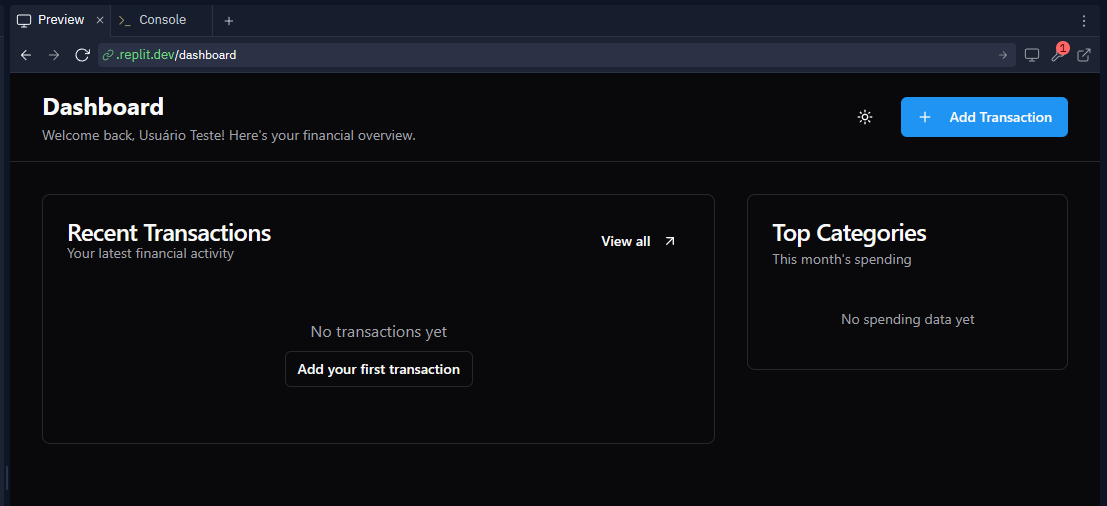 Preview
Console
.replit.dev/dashboard
1
Dashboard
Welcome back, Usuário Teste! Here's your financial overview.
Add Transaction
Recent Transactions
Your latest financial activity
View all
No transactions yet
Add your first transaction
Top Categories
This month's spending
No spending data yet